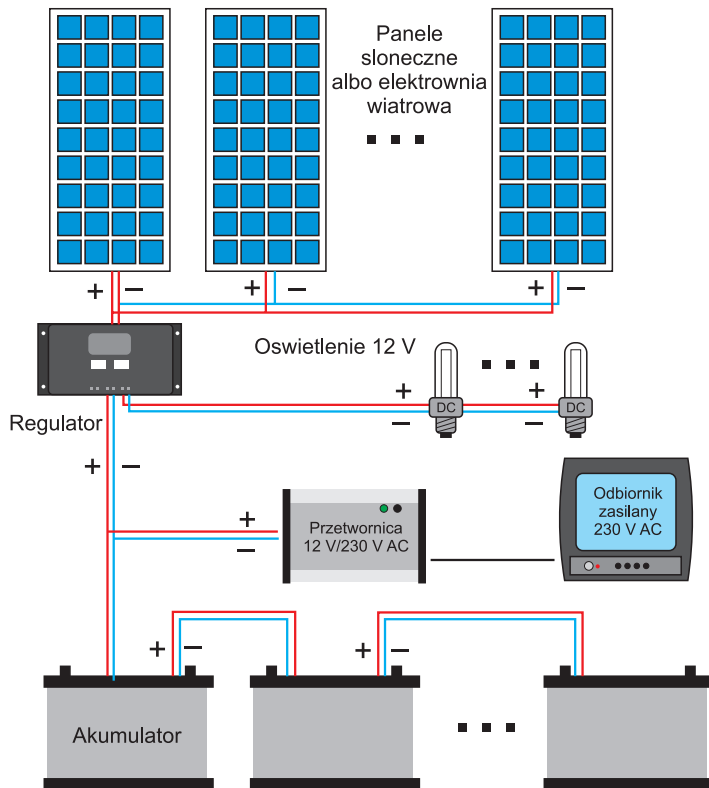 Panele
sloneczne
albo elektrownia
wiatrowa
+ −
+ −
+ −
Oswietlenie 12 V
+
−
DC
+
−
DC
Regulator
+ −
+
−
Przetwornica
12 V/230 V AC
Odbiornik
zasilany
230 V AC
+ −
+ −
Akumulator